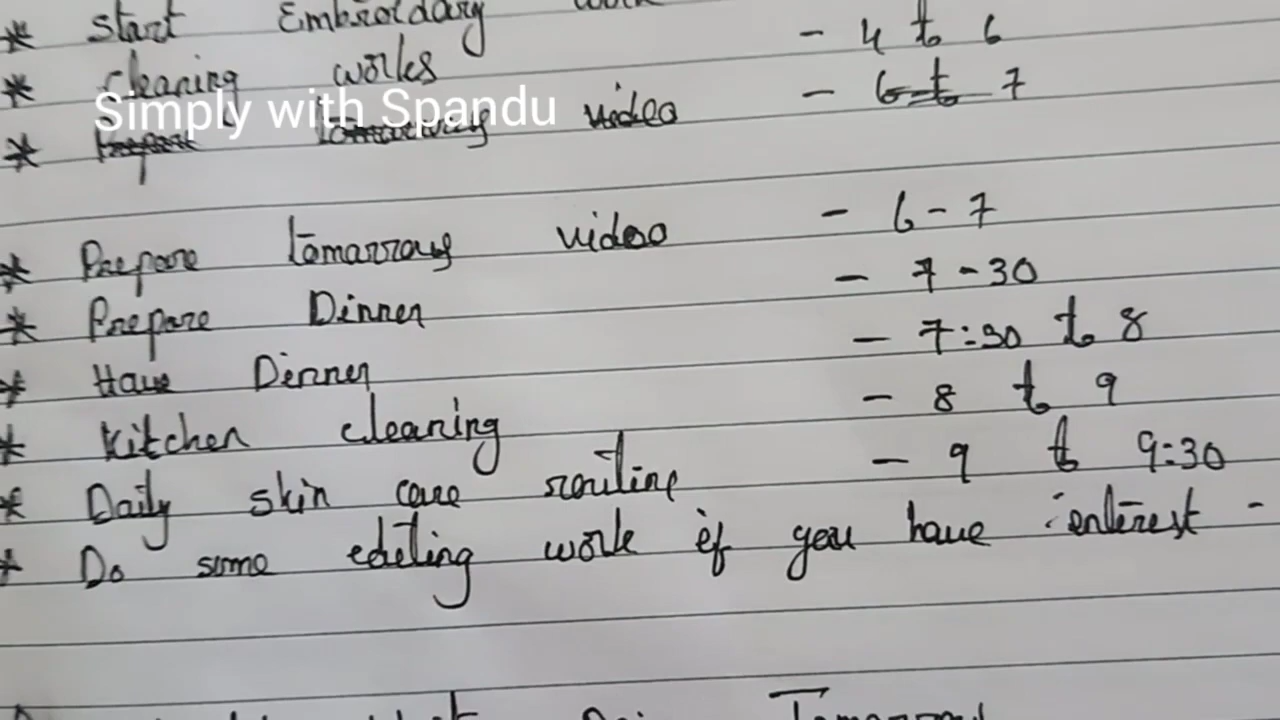 * Start Embroidary work
* cleaning works - 4 to 6
Simply with Spandu
* Prepare tomarrowy video - 6 to 7
* Prepare tomarrowy video - 6-7
* Prepare Dinner - 7-30
* Have Dinner - 7:30 to 8
* Kitchen cleaning - 8 to 9
* Daily skin care routine - 9 to 9:30
* Do some editing work if you have interest -
Tomarrow